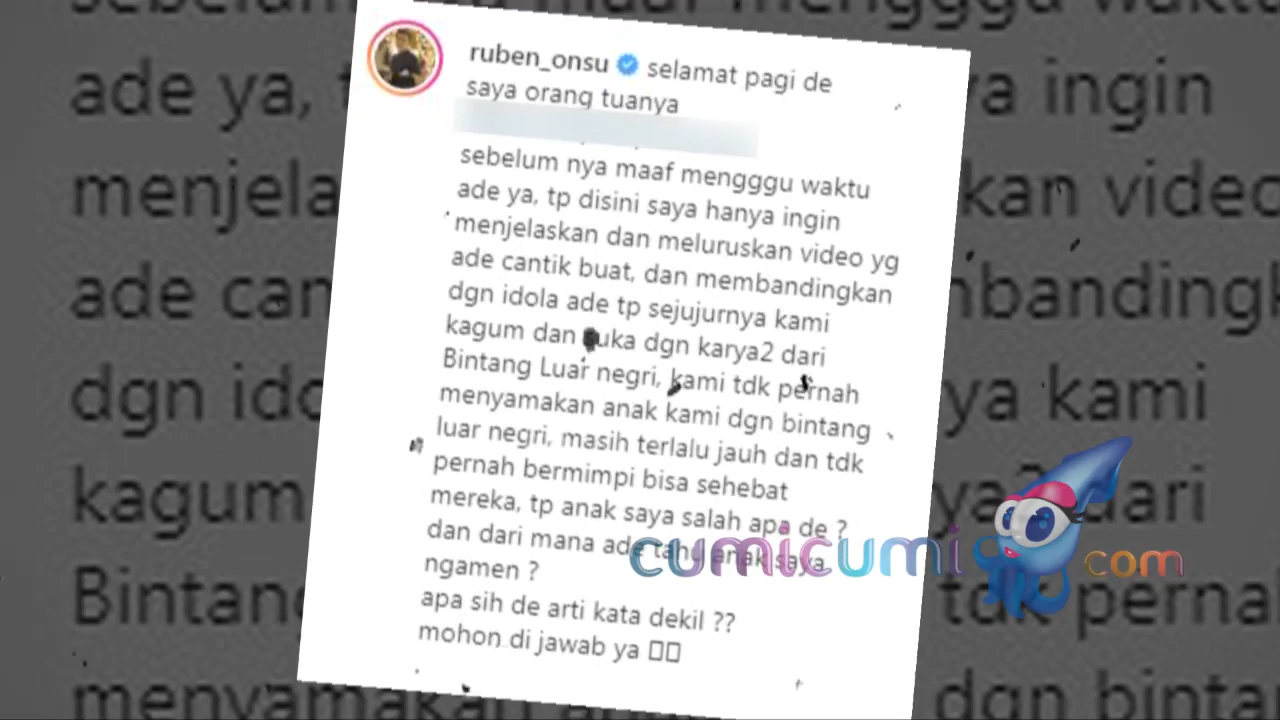 ruben_onsu selamat pagi de
saya orang tuanya
sebelum nya maaf mengggu waktu
ade ya, tp disini saya hanya ingin
menjelaskan dan meluruskan video yg
ade cantik buat, dan membandingkan
dgn idola ade tp sejujurnya kami
kagum dan suka dgn karya2 dari
Bintang Luar negri, kami tdk pernah
menyamakan anak kami dgn bintang
luar negri, masih terlalu jauh dan tdk
pernah bermimpi bisa sehebat
mereka, tp anak saya salah apa de ?
dan dari mana ade tahu anak saya
ngamen ?
apa sih de arti kata dekil ??
mohon di jawab ya
cumicumi.com